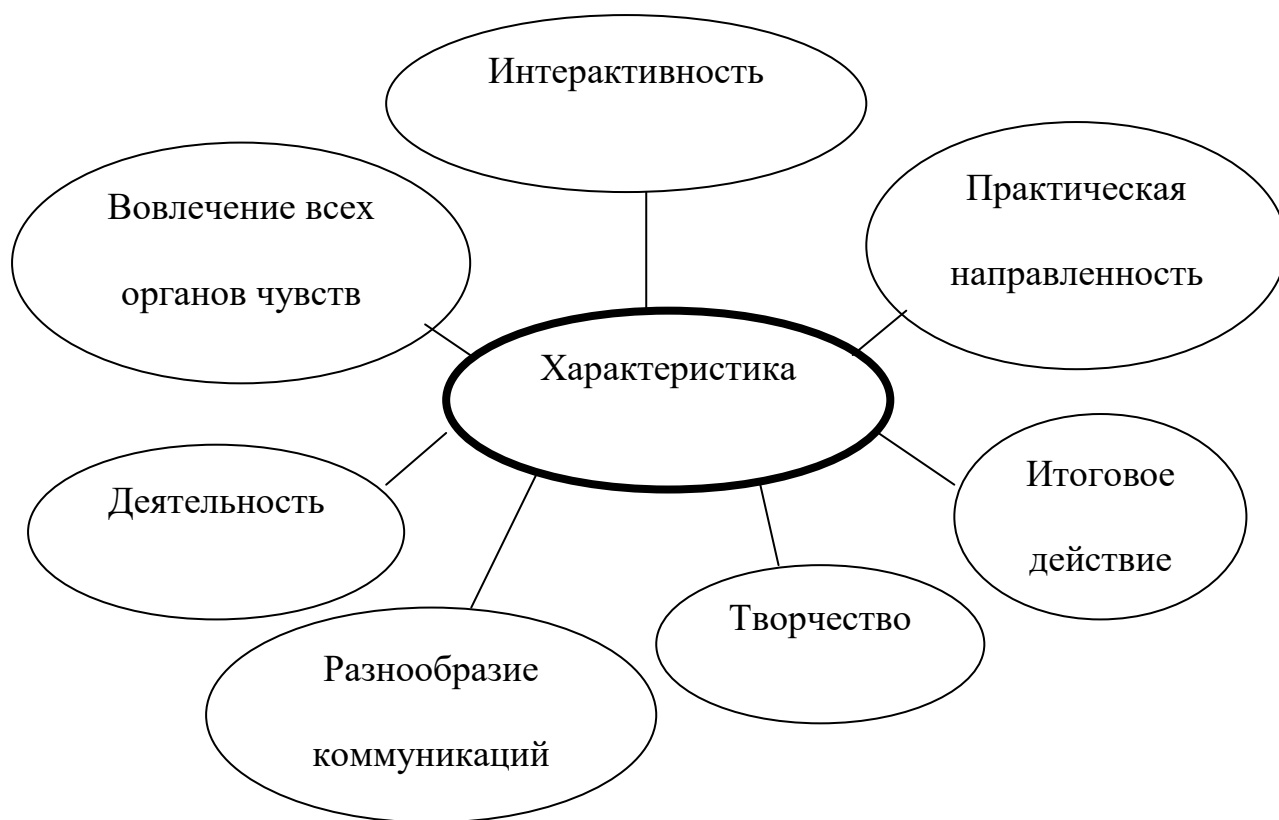 Интерактивность
Вовлечение всех
органов чувств
Практическая
направленность
Характеристика
Деятельность
Итоговое
действие
Творчество
Разнообразие
коммуникаций